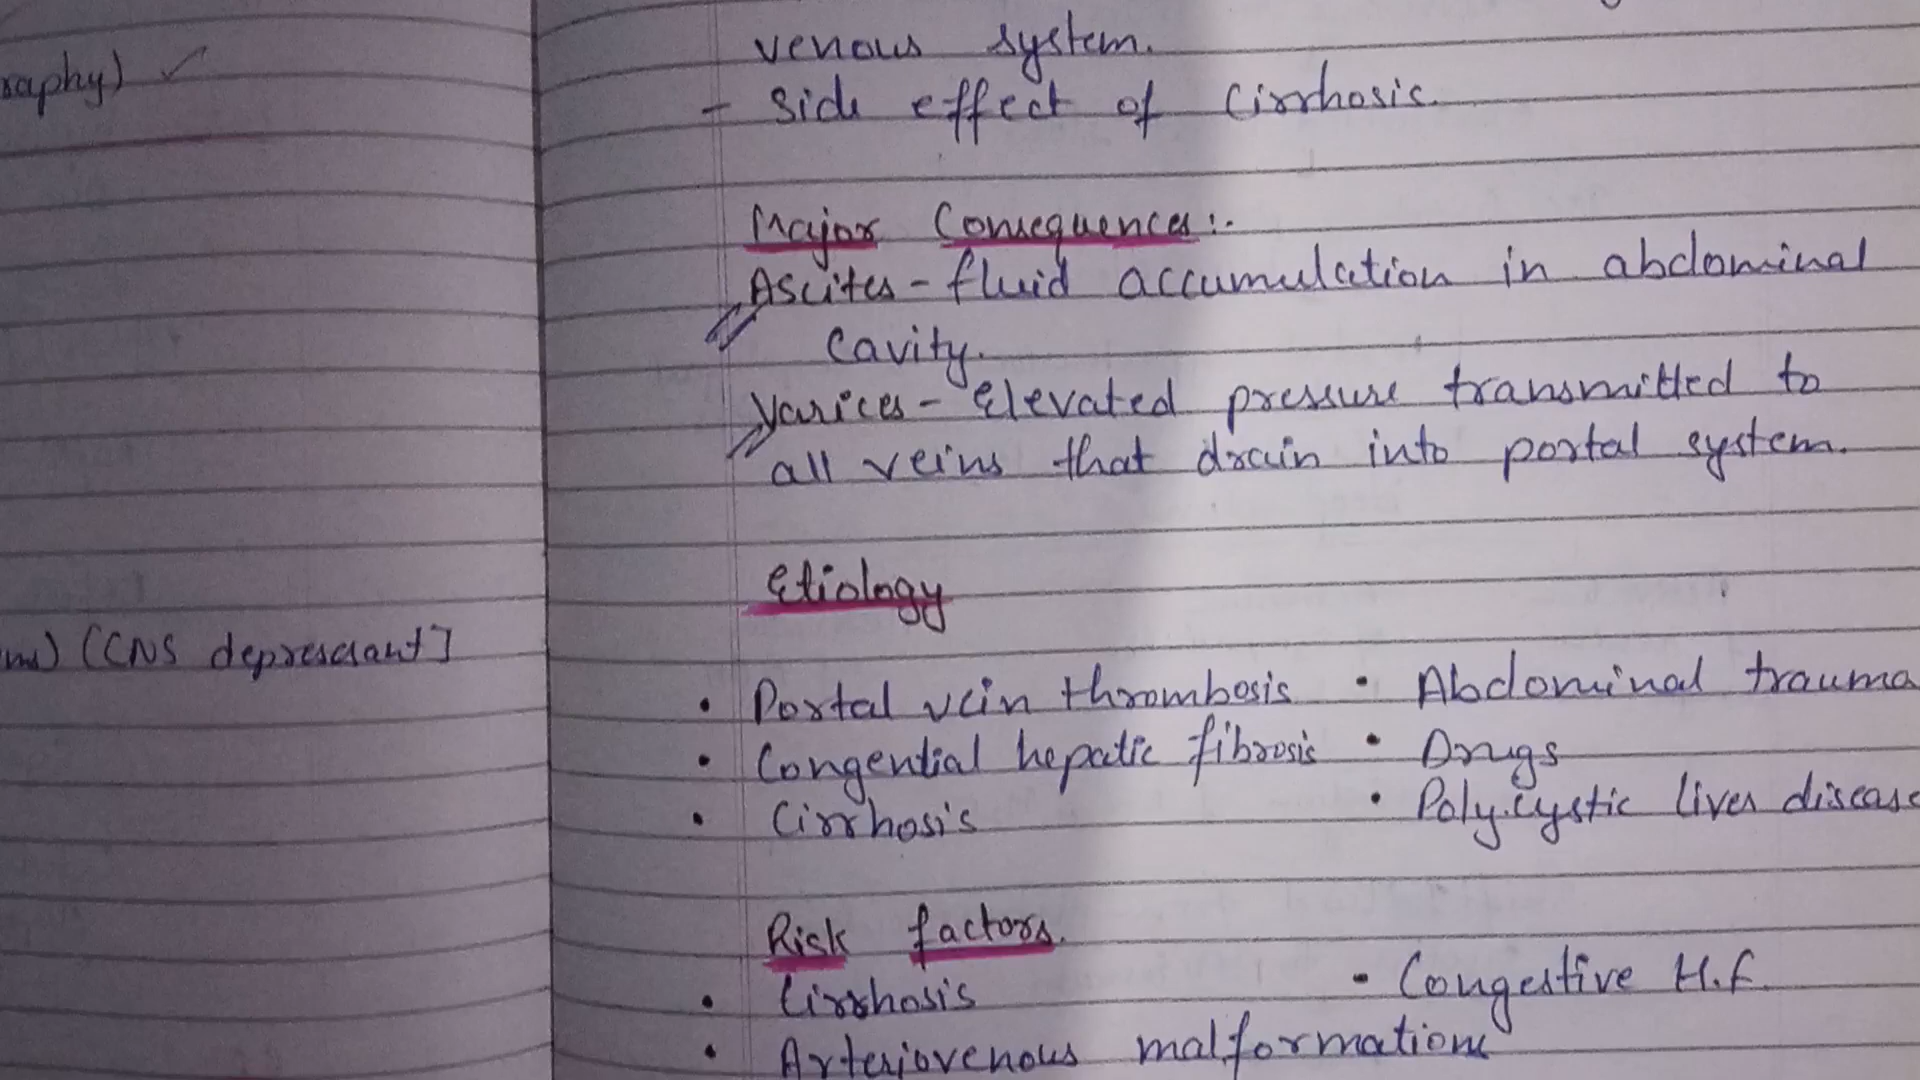 raphy) ✓
(CNS depressant]
venous system.
- Side effect of Cirrhosis.
Major Consequences:-
Ascites - fluid accumulation in abdominal
Cavity.
Varices - Elevated pressure transmitted to
all veins that drain into portal system.
Etiology
• Portal vein thrombosis • Abdominal trauma
• Congential hepatic fibrosis • Drugs
• Cirrhosis • Polycystic liver disease
Risk factors.
• Cirrhosis - Congestive H.f.
• Arteriovenous malformations